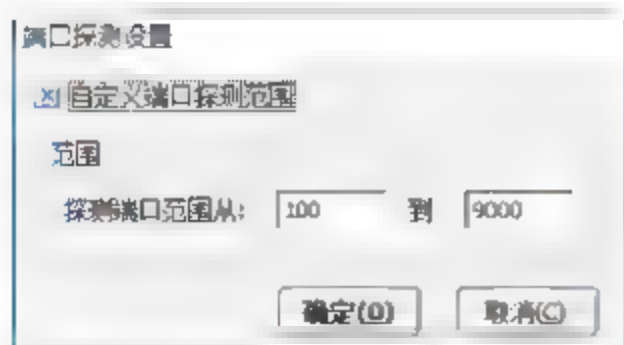 端口探测设置
自定义端口探测范围
范围
探测端口范围从: 100 到 9000
确定(O) 取消(C)